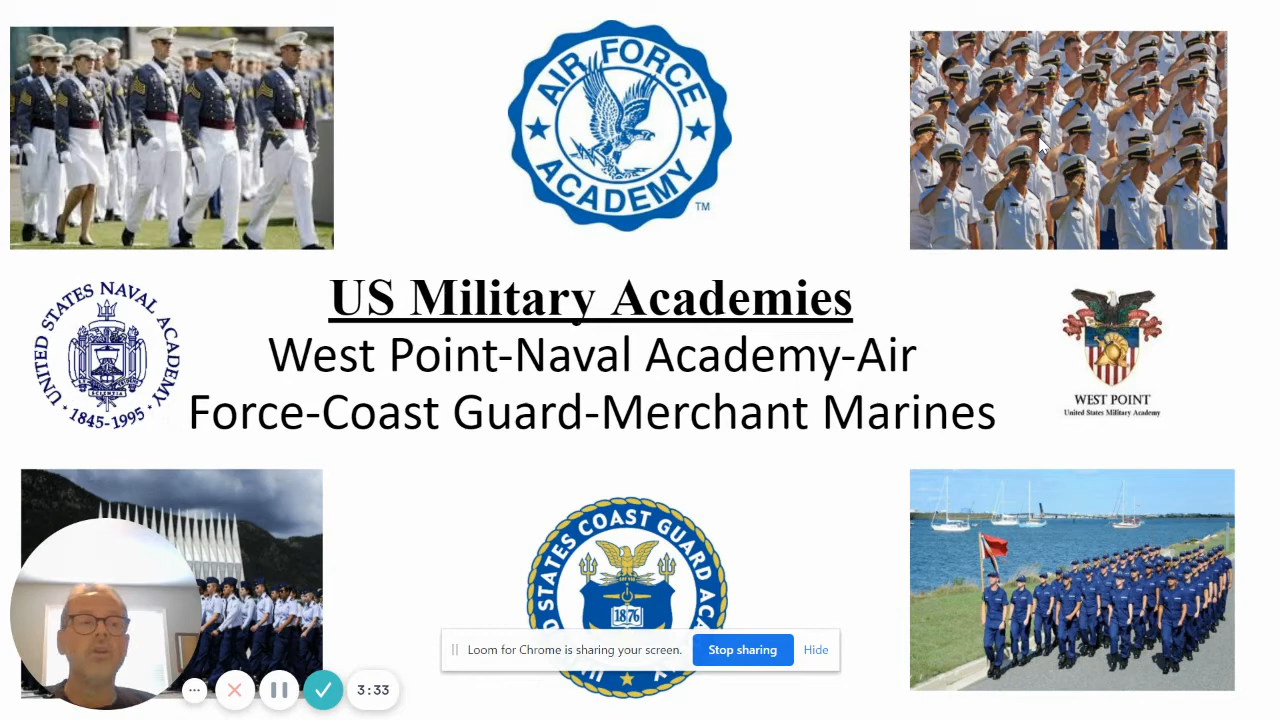 AIR FORCE
ACADEMY
TM
US Military Academies
West Point-Naval Academy-Air
Force-Coast Guard-Merchant Marines
UNITED STATES NAVAL ACADEMY
SCIENTIA
· 1845-1995 ·
WEST POINT
United States Military Academy
STATES COAST GUARD AC
1876
Loom for Chrome is sharing your screen.
Stop sharing
Hide
3:33